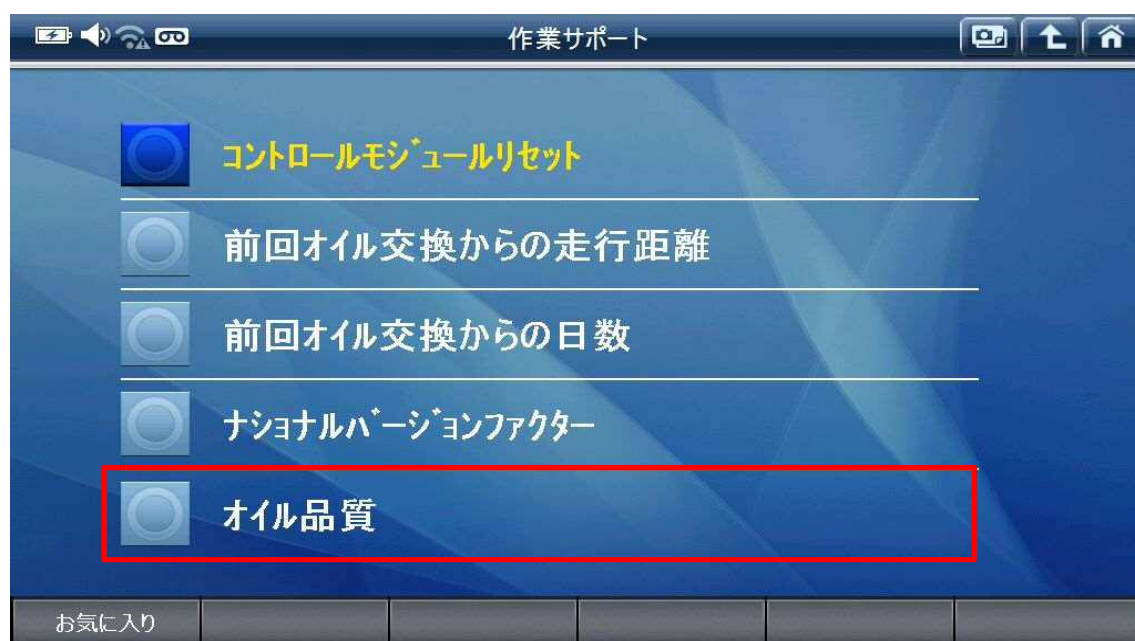 作業サポート
コントロールモジュールリセット
前回オイル交換からの走行距離
前回オイル交換からの日数
ナショナルバージョンファクター
オイル品質
お気に入り